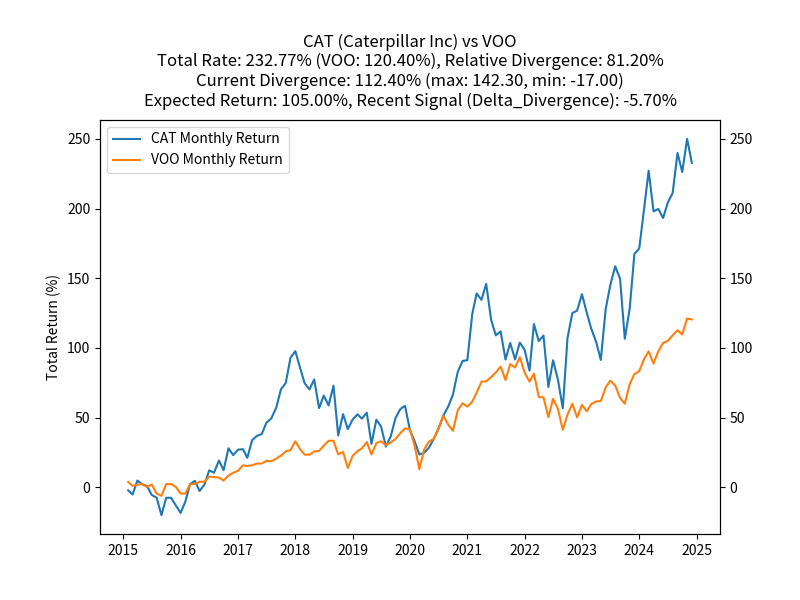 CAT (Caterpillar Inc) vs VOO
Total Rate: 232.77% (VOO: 120.40%), Relative Divergence: 81.20%
Current Divergence: 112.40% (max: 142.30, min: -17.00)
Expected Return: 105.00%, Recent Signal (Delta_Divergence): -5.70%
CAT Monthly Return
VOO Monthly Return
Total Return (%)
250
200
150
100
50
0
250
200
150
100
50
0
2015 2016 2017 2018 2019 2020 2021 2022 2023 2024 2025